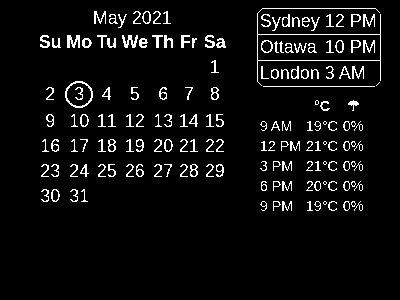 May 2021
Su Mo Tu We Th Fr Sa
1
2 3 4 5 6 7 8
9 10 11 12 13 14 15
16 17 18 19 20 21 22
23 24 25 26 27 28 29
30 31
Sydney 12 PM
Ottawa 10 PM
London 3 AM
°C ☂
9 AM 19°C 0%
12 PM 21°C 0%
3 PM 21°C 0%
6 PM 20°C 0%
9 PM 19°C 0%